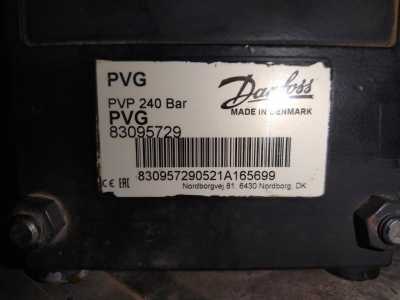 PVG
Danfoss
PVP 240 Bar
MADE IN DENMARK
PVG
83095729
830957290521A165699
CE EAC
Nordborgvej 81, 6430 Nordborg, DK